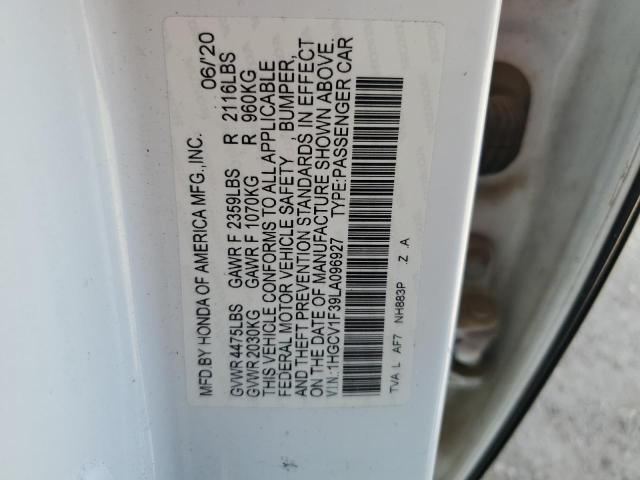 MFD.BY HONDA OF AMERICA MFG.,INC. 06/'20
GVWR 4475LBS GAWR F 2359LBS R 2116LBS
GVWR 2030KG GAWR F 1070KG R 960KG
THIS VEHICLE CONFORMS TO ALL APPLICABLE
FEDERAL MOTOR VEHICLE SAFETY , BUMPER,
AND THEFT PREVENTION STANDARDS IN EFFECT
ON THE DATE OF MANUFACTURE SHOWN ABOVE.
V.I.N.:1HGCV1F39LA096927 TYPE:PASSENGER CAR
TVA L AF7 NH883P .Z .A